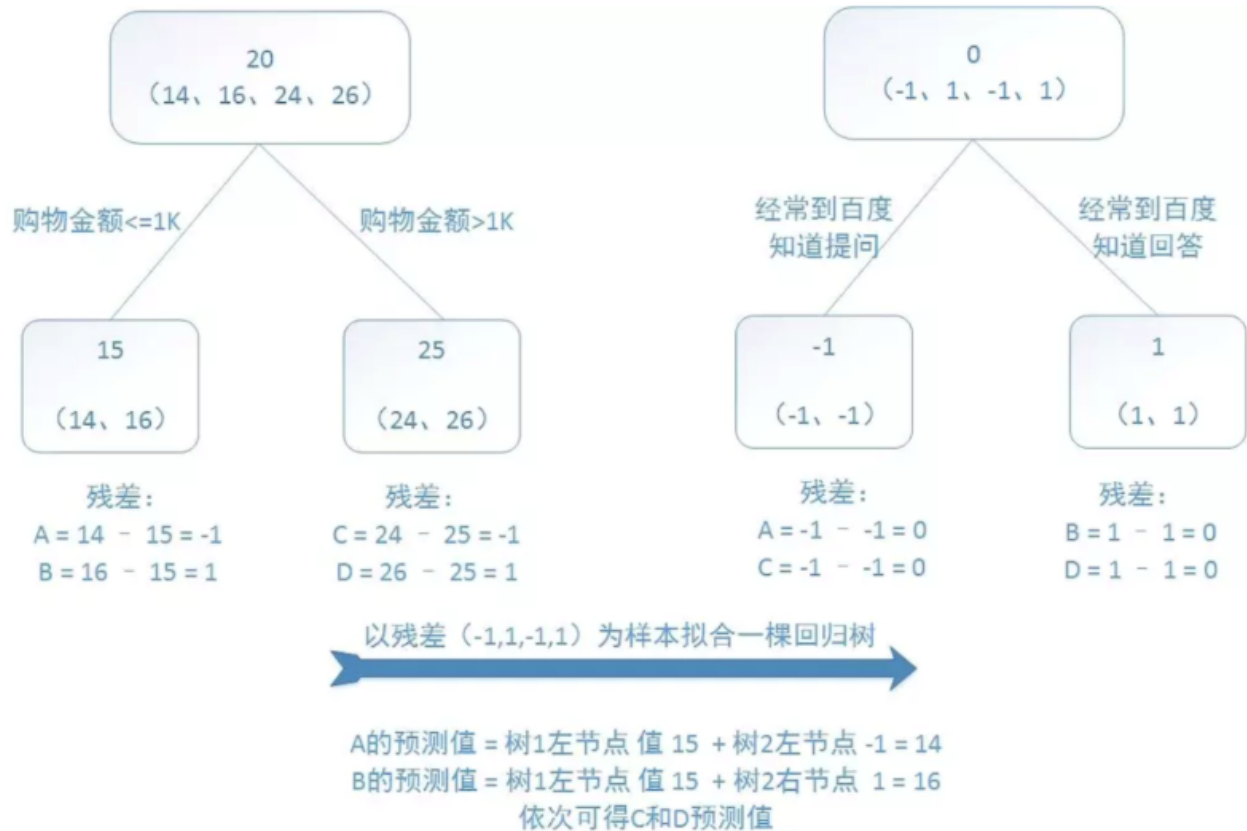 20
（14、16、24、26）
购物金额<=1K
购物金额>1K
15
（14、16）
25
（24、26）
残差：
A = 14 - 15 = -1
B = 16 - 15 = 1
残差：
C = 24 - 25 = -1
D = 26 - 25 = 1
0
（-1、1、-1、1）
经常到百度
知道提问
经常到百度
知道回答
-1
（-1、-1）
1
（1、1）
残差：
A = -1 - -1 = 0
C = -1 - -1 = 0
残差：
B = 1 - 1 = 0
D = 1 - 1 = 0
以残差（-1,1,-1,1）为样本拟合一棵回归树
A的预测值 = 树1左节点 值 15 + 树2左节点 -1 = 14
B的预测值 = 树1左节点 值 15 + 树2右节点 1 = 16
依次可得C和D预测值